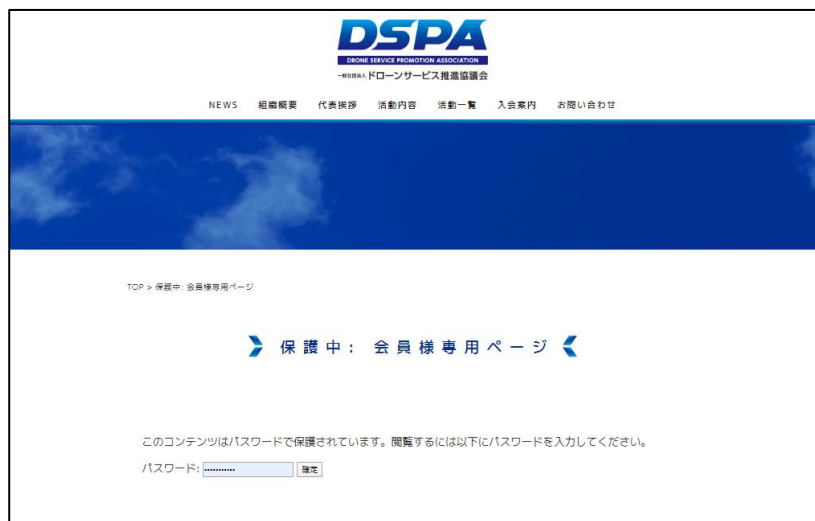 DSPA
DRONE SERVICE PROMOTION ASSOCIATION
一般社団法人 ドローンサービス推進協議会
NEWS 組織概要 代表挨拶 活動内容 活動一覧 入会案内 お問い合わせ
TOP > 保護中: 会員様専用ページ
保護中: 会員様専用ページ
このコンテンツはパスワードで保護されています。閲覧するには以下にパスワードを入力してください。
パスワード: ••••••••••• 確定